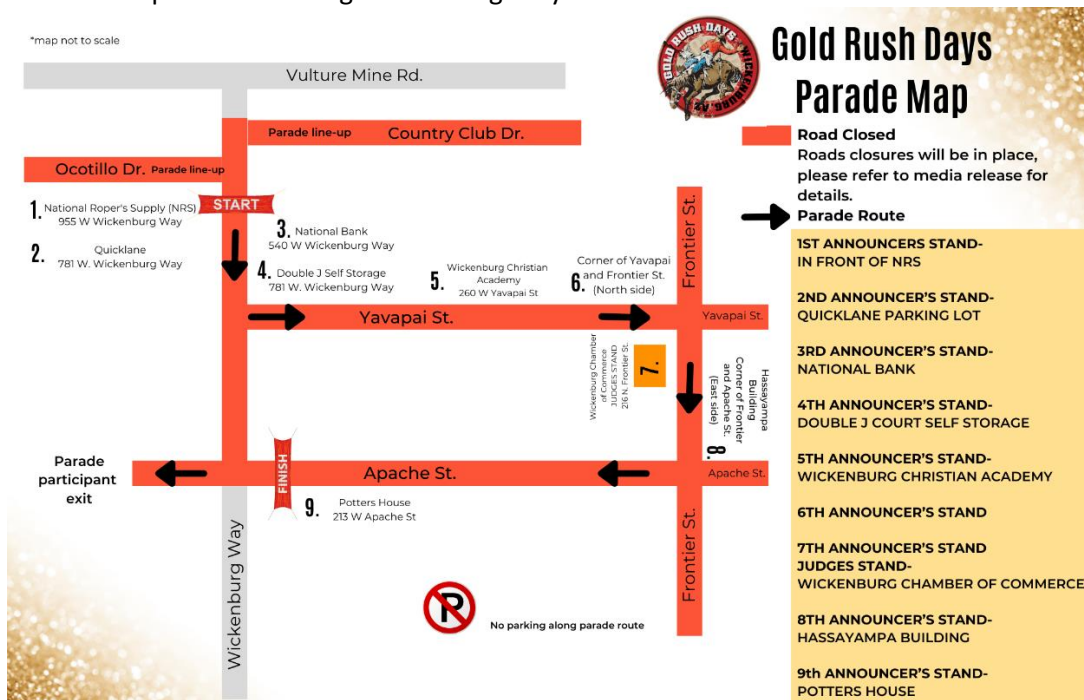 *map not to scale
Vulture Mine Rd.
GOLD RUSH DAYS
WICKENBURG, AZ.
Gold Rush Days
Parade Map
Parade line-up Country Club Dr.
Ocotillo Dr. Parade line-up
START
1. National Roper's Supply (NRS)
955 W Wickenburg Way
2. Quicklane
781 W. Wickenburg Way
3. National Bank
540 W Wickenburg Way
4. Double J Self Storage
781 W. Wickenburg Way
5. Wickenburg Christian
Academy
260 W Yavapai St
6. Corner of Yavapai
and Frontier St.
(North side)
Frontier St.
Yavapai St.
Yavapai St.
Wickenburg Chamber
of Commerce
JUDGES STAND
216 N. Frontier St.
7.
Hassayampa
Building
Corner of Frontier
and Apache St.
(East side)
8.
Parade
participant
exit
FINISH
Apache St.
Apache St.
9. Potters House
213 W Apache St
Wickenburg Way
Frontier St.
P
No parking along parade route
Road Closed
Roads closures will be in place,
please refer to media release for
details.
Parade Route
1ST ANNOUNCERS STAND-
IN FRONT OF NRS
2ND ANNOUNCER'S STAND-
QUICKLANE PARKING LOT
3RD ANNOUNCER'S STAND-
NATIONAL BANK
4TH ANNOUNCER'S STAND-
DOUBLE J COURT SELF STORAGE
5TH ANNOUNCER'S STAND-
WICKENBURG CHRISTIAN ACADEMY
6TH ANNOUNCER'S STAND
7TH ANNOUNCER'S STAND
JUDGES STAND-
WICKENBURG CHAMBER OF COMMERCE
8TH ANNOUNCER'S STAND-
HASSAYAMPA BUILDING
9th ANNOUNCER'S STAND-
POTTERS HOUSE